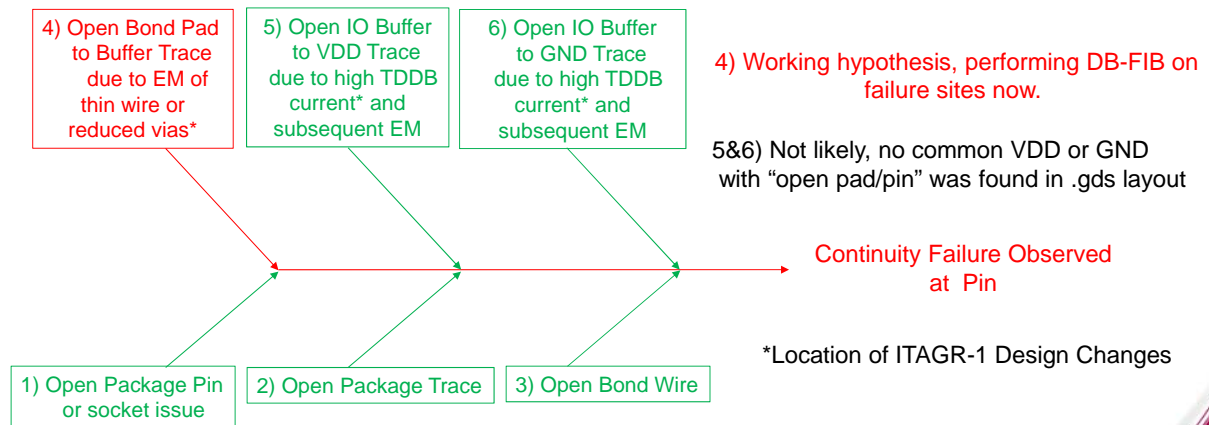 4) Open Bond Pad
to Buffer Trace
due to EM of
thin wire or
reduced vias*
5) Open IO Buffer
to VDD Trace
due to high TDDB
current* and
subsequent EM
6) Open IO Buffer
to GND Trace
due to high TDDB
current* and
subsequent EM
4) Working hypothesis, performing DB-FIB on
failure sites now.
5&6) Not likely, no common VDD or GND
with “open pad/pin” was found in .gds layout
Continuity Failure Observed
at Pin
*Location of ITAGR-1 Design Changes
1) Open Package Pin
or socket issue
2) Open Package Trace
3) Open Bond Wire